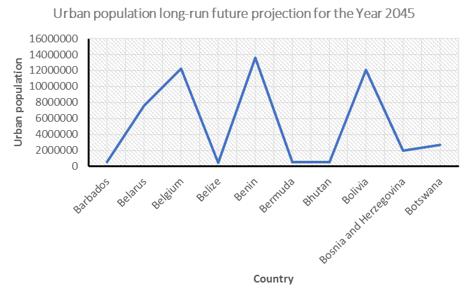 Urban population long-run future projection for the Year 2045
Urban population
16000000
14000000
12000000
10000000
8000000
6000000
4000000
2000000
0
Barbados
Belarus
Belgium
Belize
Benin
Bermuda
Bhutan
Bolivia
Bosnia and Herzegovina
Botswana
Country